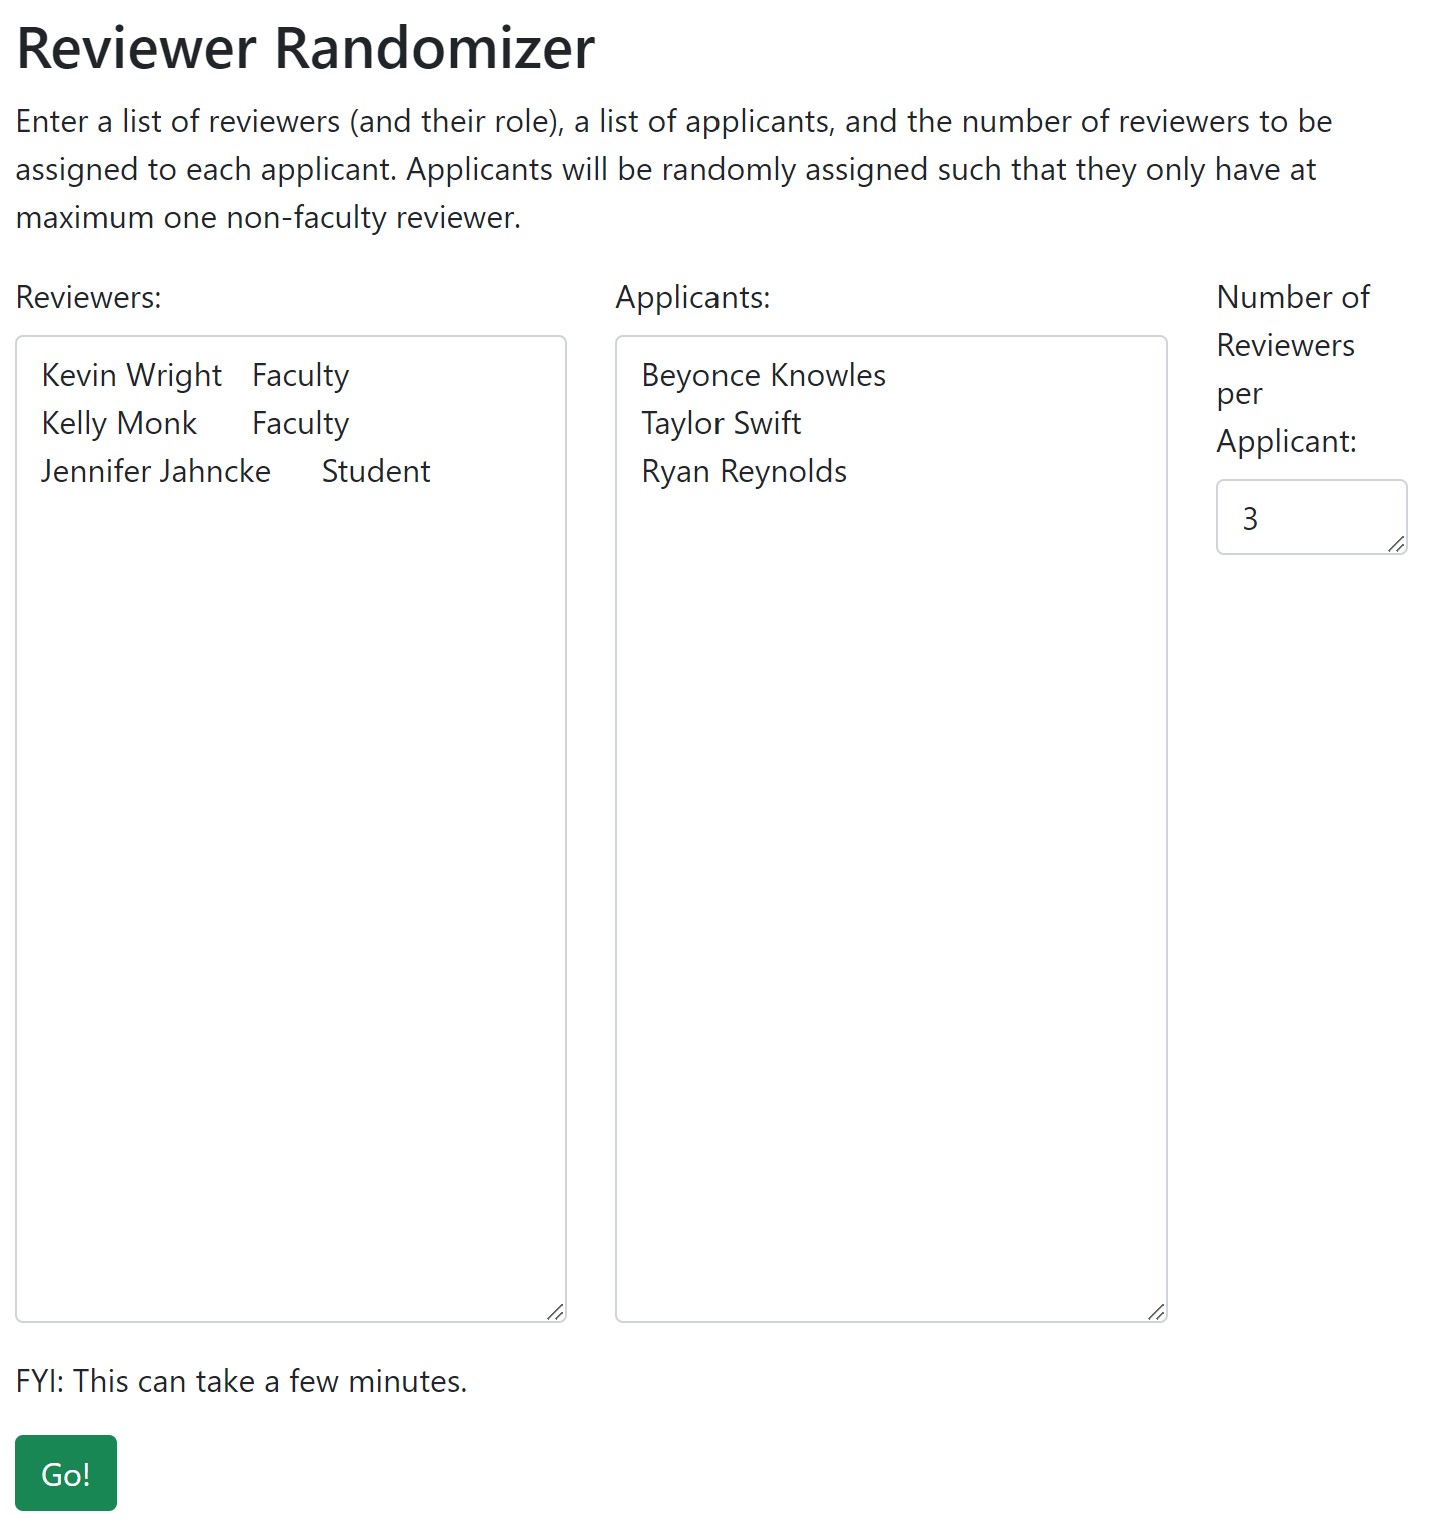 Reviewer Randomizer
Enter a list of reviewers (and their role), a list of applicants, and the number of reviewers to be
assigned to each applicant. Applicants will be randomly assigned such that they only have at
maximum one non-faculty reviewer.
Reviewers:
Kevin Wright Faculty
Kelly Monk Faculty
Jennifer Jahncke Student
Applicants:
Beyonce Knowles
Taylor Swift
Ryan Reynolds
Number of
Reviewers
per
Applicant:
3
FYI: This can take a few minutes.
Go!